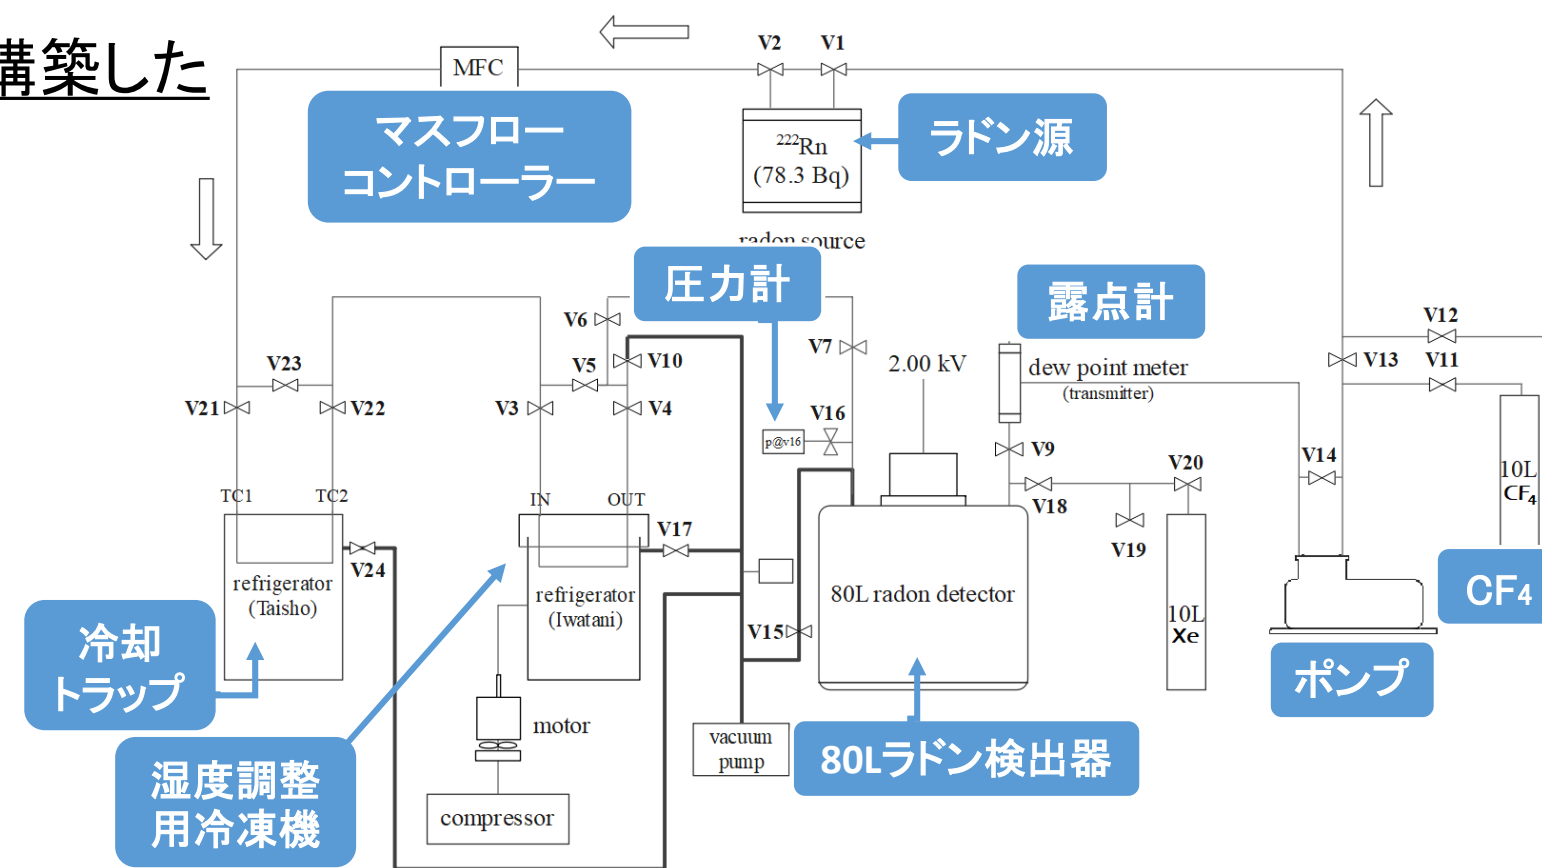 構築した
MFC
マスフロー
コントローラー
V2
V1
²²²Rn
(78.3 Bq)
radon source
ラドン源
圧力計
露点計
V12
V6
V7
V10
V13
V11
V23
V5
2.00 kV
dew point meter
(transmitter)
V21
V22
V3
V4
V16
p@v16
V9
V14
V20
10L
CF₄
TC1
TC2
IN
OUT
V18
V17
V19
V24
refrigerator
(Taisho)
refrigerator
(Iwatani)
80L radon detector
CF₄
10L
Xe
V15
冷却
トラップ
ポンプ
motor
vacuum
pump
80Lラドン検出器
湿度調整
用冷凍機
compressor